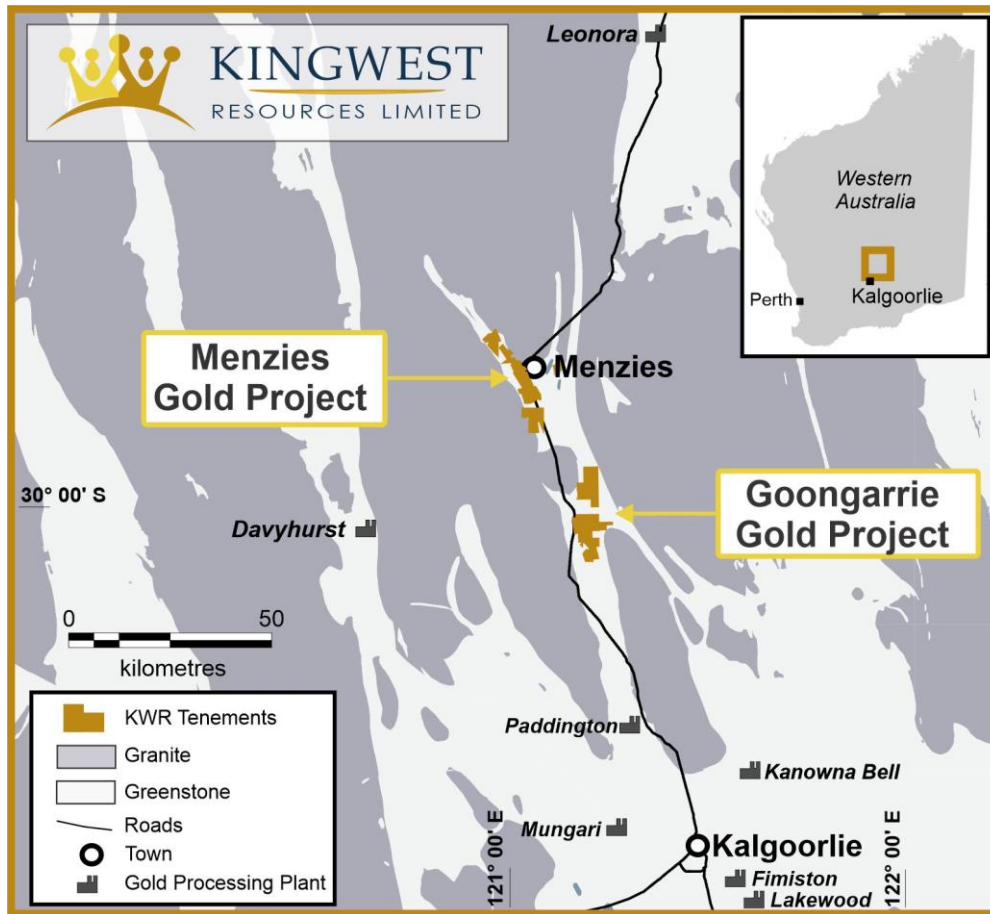 KINGWEST
RESOURCES LIMITED
Leonora
Western
Australia
Perth
Kalgoorlie
Menzies
Gold Project
Menzies
30° 00' S
Davyhurst
Goongarrie
Gold Project
0 50
kilometres
KWR Tenements
Granite
Greenstone
Roads
Town
Gold Processing Plant
Paddington
Kanowna Bell
Mungari
Kalgoorlie
121° 00' E
122° 00' E
Fimiston
Lakewood